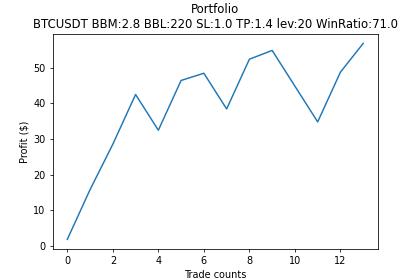 Portfolio
BTCUSDT BBM:2.8 BBL:220 SL:1.0 TP:1.4 lev:20 WinRatio:71.0
Profit ($)
50
40
30
20
10
0
0 2 4 6 8 10 12
Trade counts